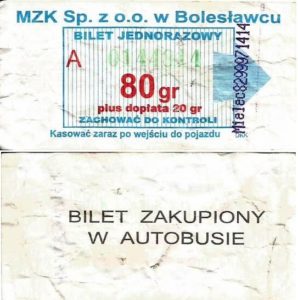 MZK Sp. z o.o. w Bolesławcu
BILET JEDNORAZOWY
A
80 gr
plus dopłata 20 gr
ZACHOWAĆ DO KONTROLI
Kasować zaraz po wejściu do pojazdu
BILET ZAKUPIONY
W AUTOBUSIE